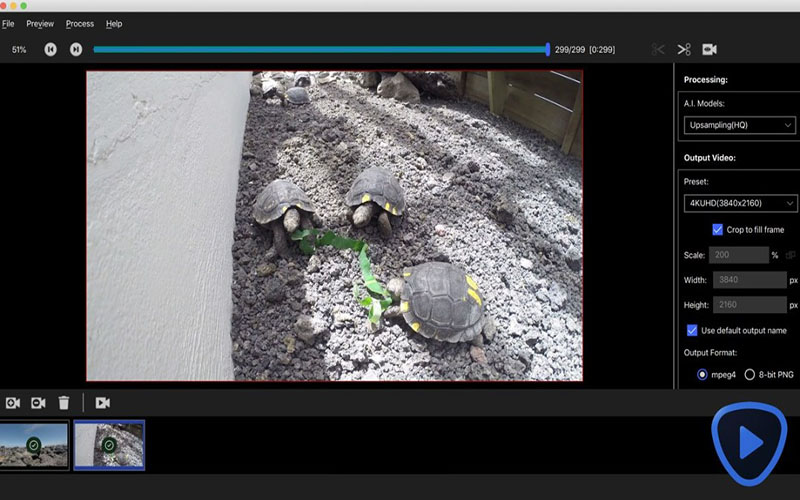 File Preview Process Help
51% 299/299 [0:299]
Processing:
A.I. Models:
Upsampling(HQ)
Output Video:
Preset:
4KUHD(3840x2160)
Crop to fill frame
Scale: 200 %
Width: 3840 px
Height: 2160 px
Use default output name
Output Format:
mpeg4 8-bit PNG